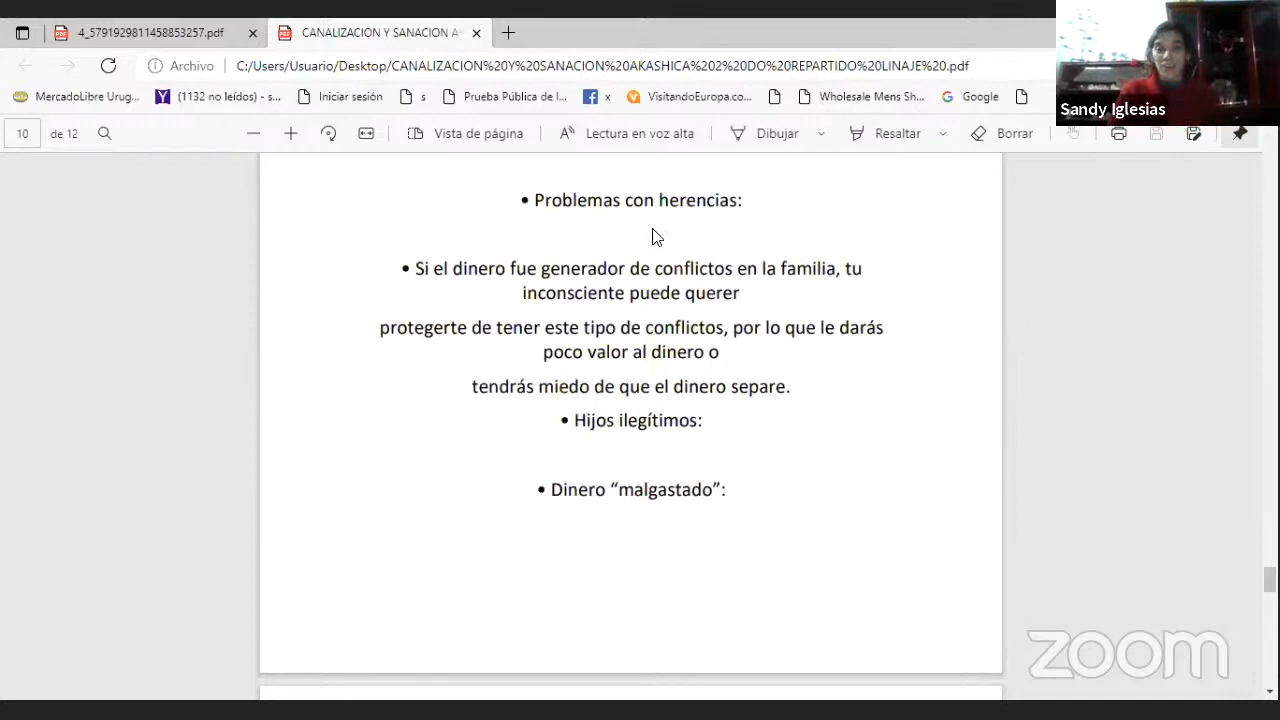 4_5791929811458853257.pdf
CANALIZACION Y SANACION A
Archivo
C:/Users/Usuario/Desktop/CANALIZACION%20Y%20SANACION%20AKASHICA%202%20DO%20REPARTIDO%20LINAJE%20.pdf
MercadoLibre Urug...
(1132 no leídos) - s...
Iniciar sesión
s
Prueba Pública de l...
x
VisitandoEuropa.co...
Wholesale Mens Sh...
Google
Sandy Iglesias
10 de 12
Vista de página
Lectura en voz alta
Dibujar
Resaltar
Borrar
• Problemas con herencias:
• Si el dinero fue generador de conflictos en la familia, tu
inconsciente puede querer
protegerte de tener este tipo de conflictos, por lo que le darás
poco valor al dinero o
tendrás miedo de que el dinero separe.
• Hijos ilegítimos:
• Dinero “malgastado”:
zoom